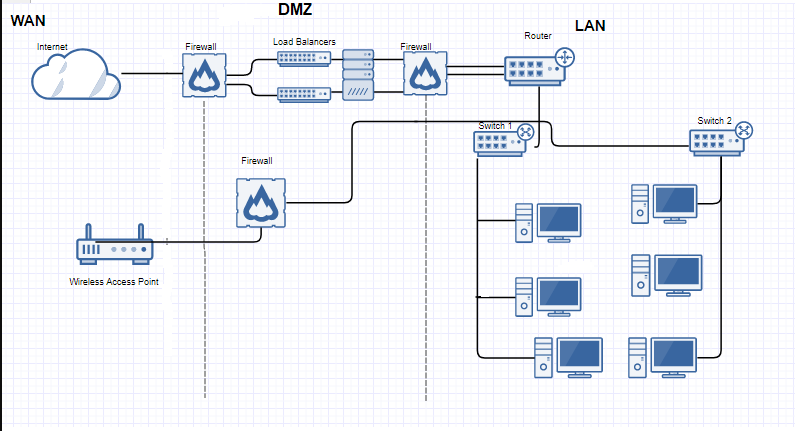 WAN
DMZ
LAN
Internet
Firewall
Load Balancers
Firewall
Router
Switch 1
Switch 2
Firewall
Wireless Access Point